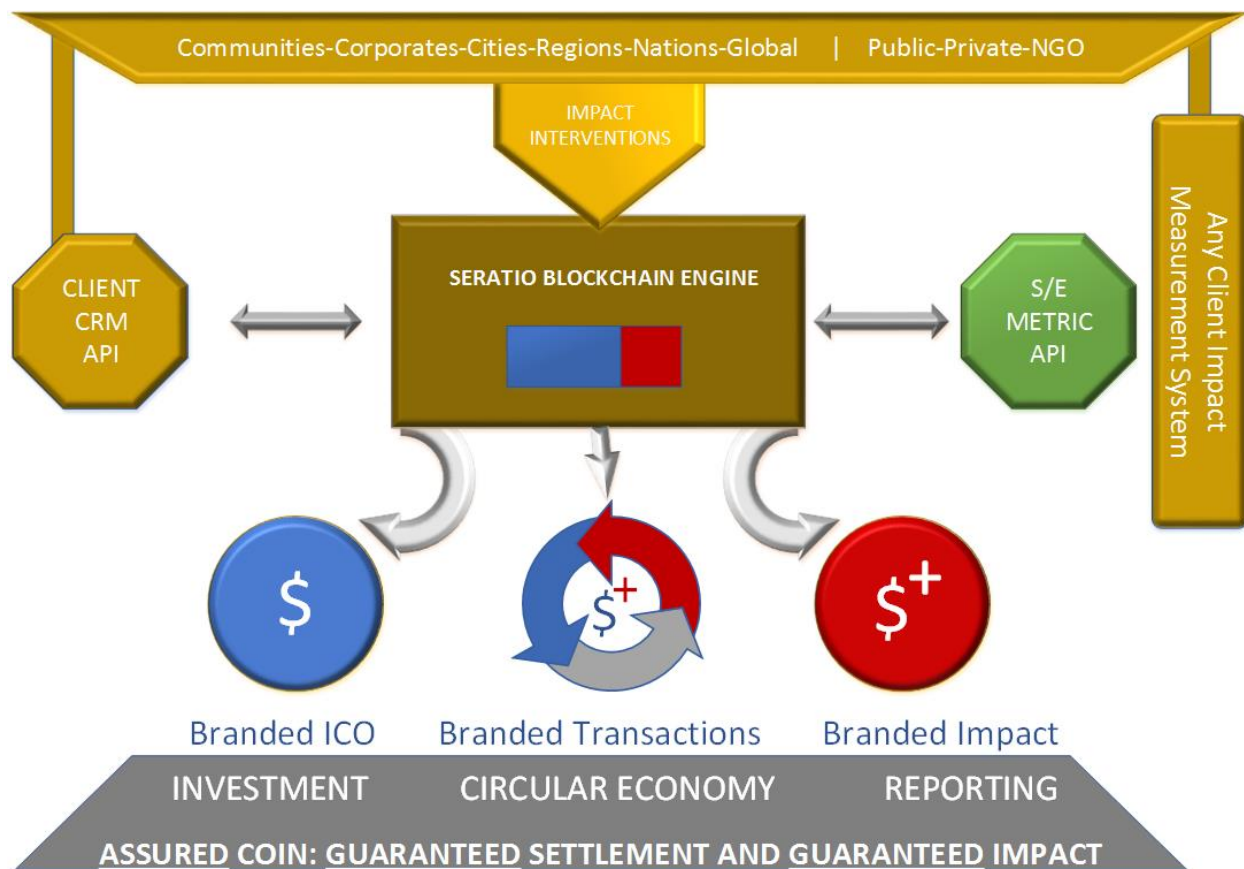 Communities-Corporates-Cities-Regions-Nations-Global | Public-Private-NGO
IMPACT
INTERVENTIONS
SERATIO BLOCKCHAIN ENGINE
CLIENT
CRM
API
S/E
METRIC
API
Any Client Impact
Measurement System
$
$+
$+
Branded ICO
Branded Transactions
Branded Impact
INVESTMENT
CIRCULAR ECONOMY
REPORTING
ASSURED COIN: GUARANTEED SETTLEMENT AND GUARANTEED IMPACT